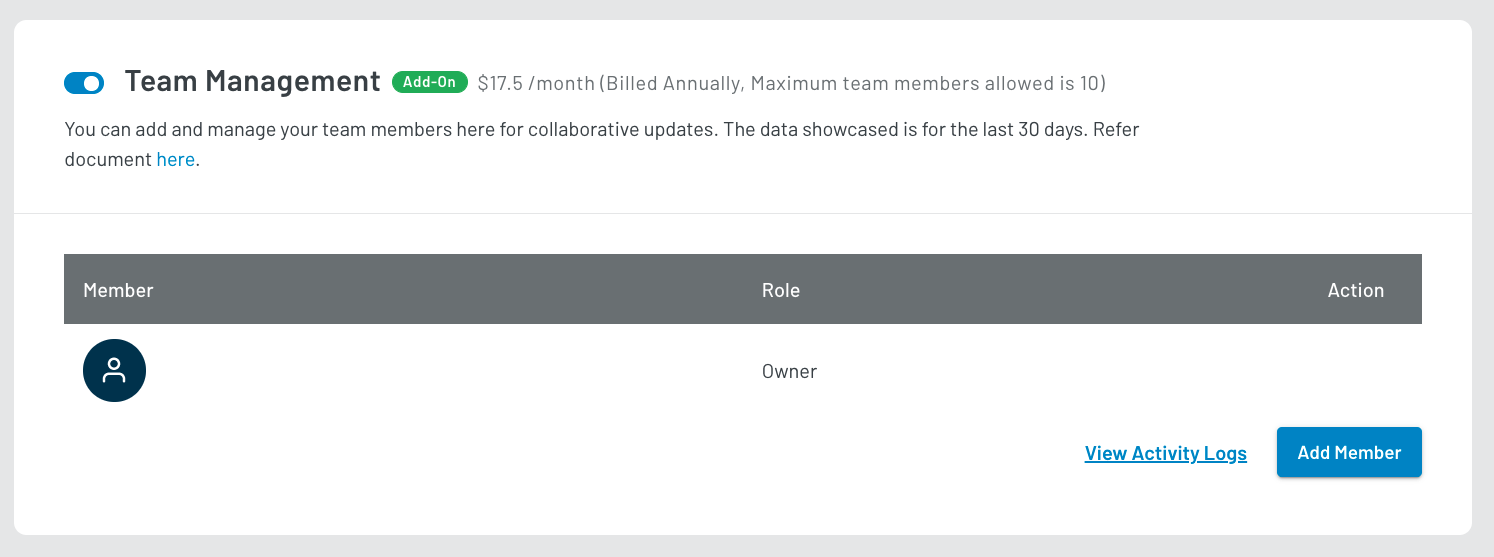 Team Management Add-On $17.5 /month (Billed Annually, Maximum team members allowed is 10)
You can add and manage your team members here for collaborative updates. The data showcased is for the last 30 days. Refer
document here.
Member Role Action
Owner
View Activity Logs Add Member